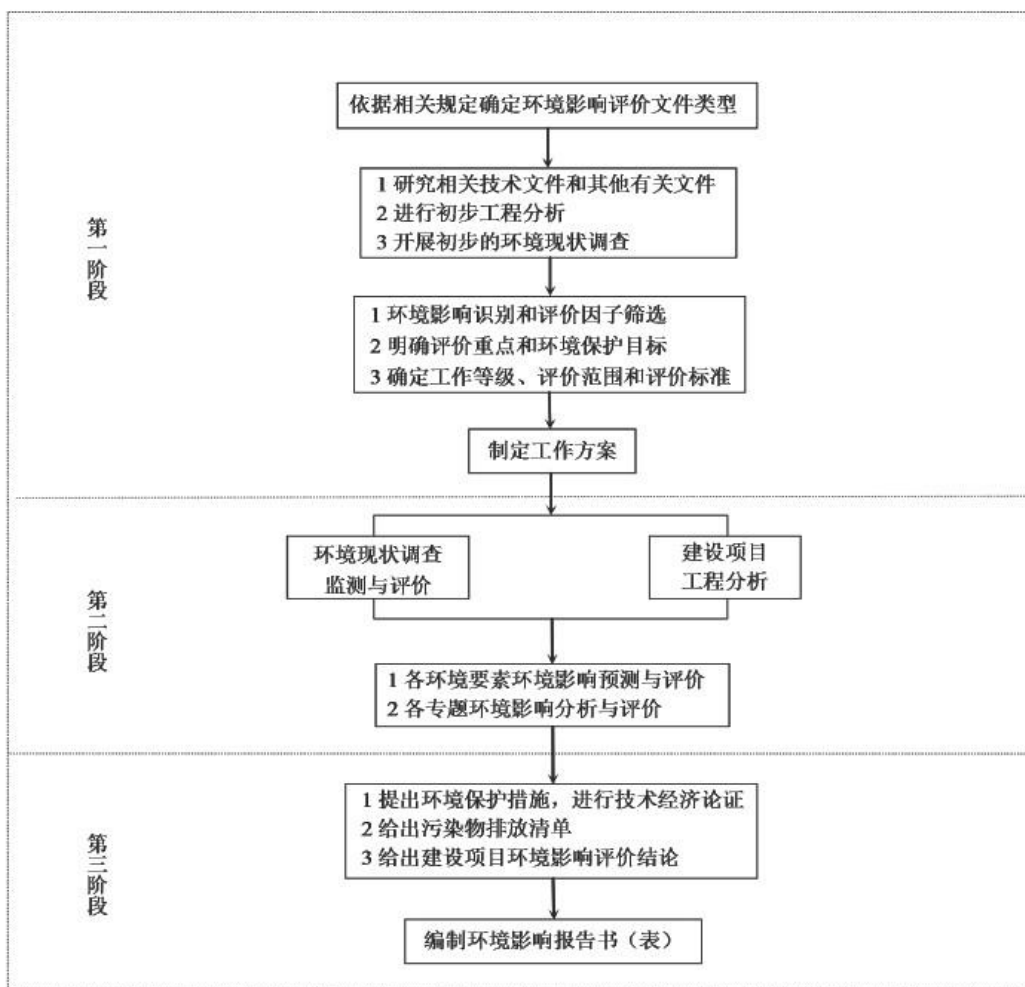 依据相关规定确定环境影响评价文件类型
1 研究相关技术文件和其他有关文件
2 进行初步工程分析
3 开展初步的环境现状调查
第一阶段
1 环境影响识别和评价因子筛选
2 明确评价重点和环境保护目标
3 确定工作等级、评价范围和评价标准
制定工作方案
第二阶段
环境现状调查
监测与评价
建设项目
工程分析
1 各环境要素环境影响预测与评价
2 各专题环境影响分析与评价
第三阶段
1 提出环境保护措施，进行技术经济论证
2 给出污染物排放清单
3 给出建设项目环境影响评价结论
编制环境影响报告书（表）